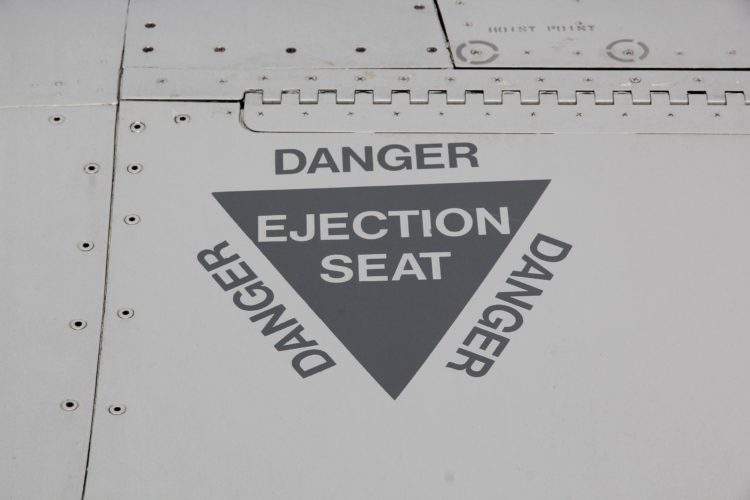 HOIST POINT
DANGER
EJECTION
SEAT
DANGER
DANGER